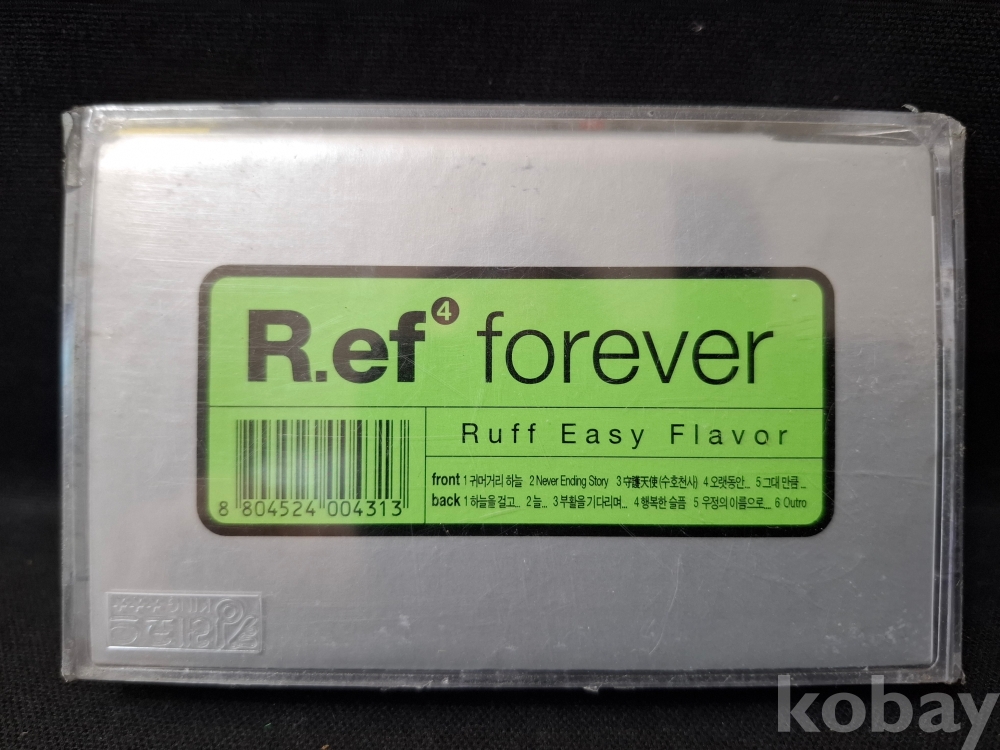 R.ef 4 forever
Ruff Easy Flavor
front 1 귀머거리 하늘 2 Never Ending Story 3 守護天使 (수호천사) 4 오랫동안... 5 그대 만큼 ...
back 1 하늘을 걸고... 2 늘... 3 부활을 기다리며... 4 행복한 슬픔 5 우정의 이름으로... 6 Outro
8 804524 004313
KING
kobay